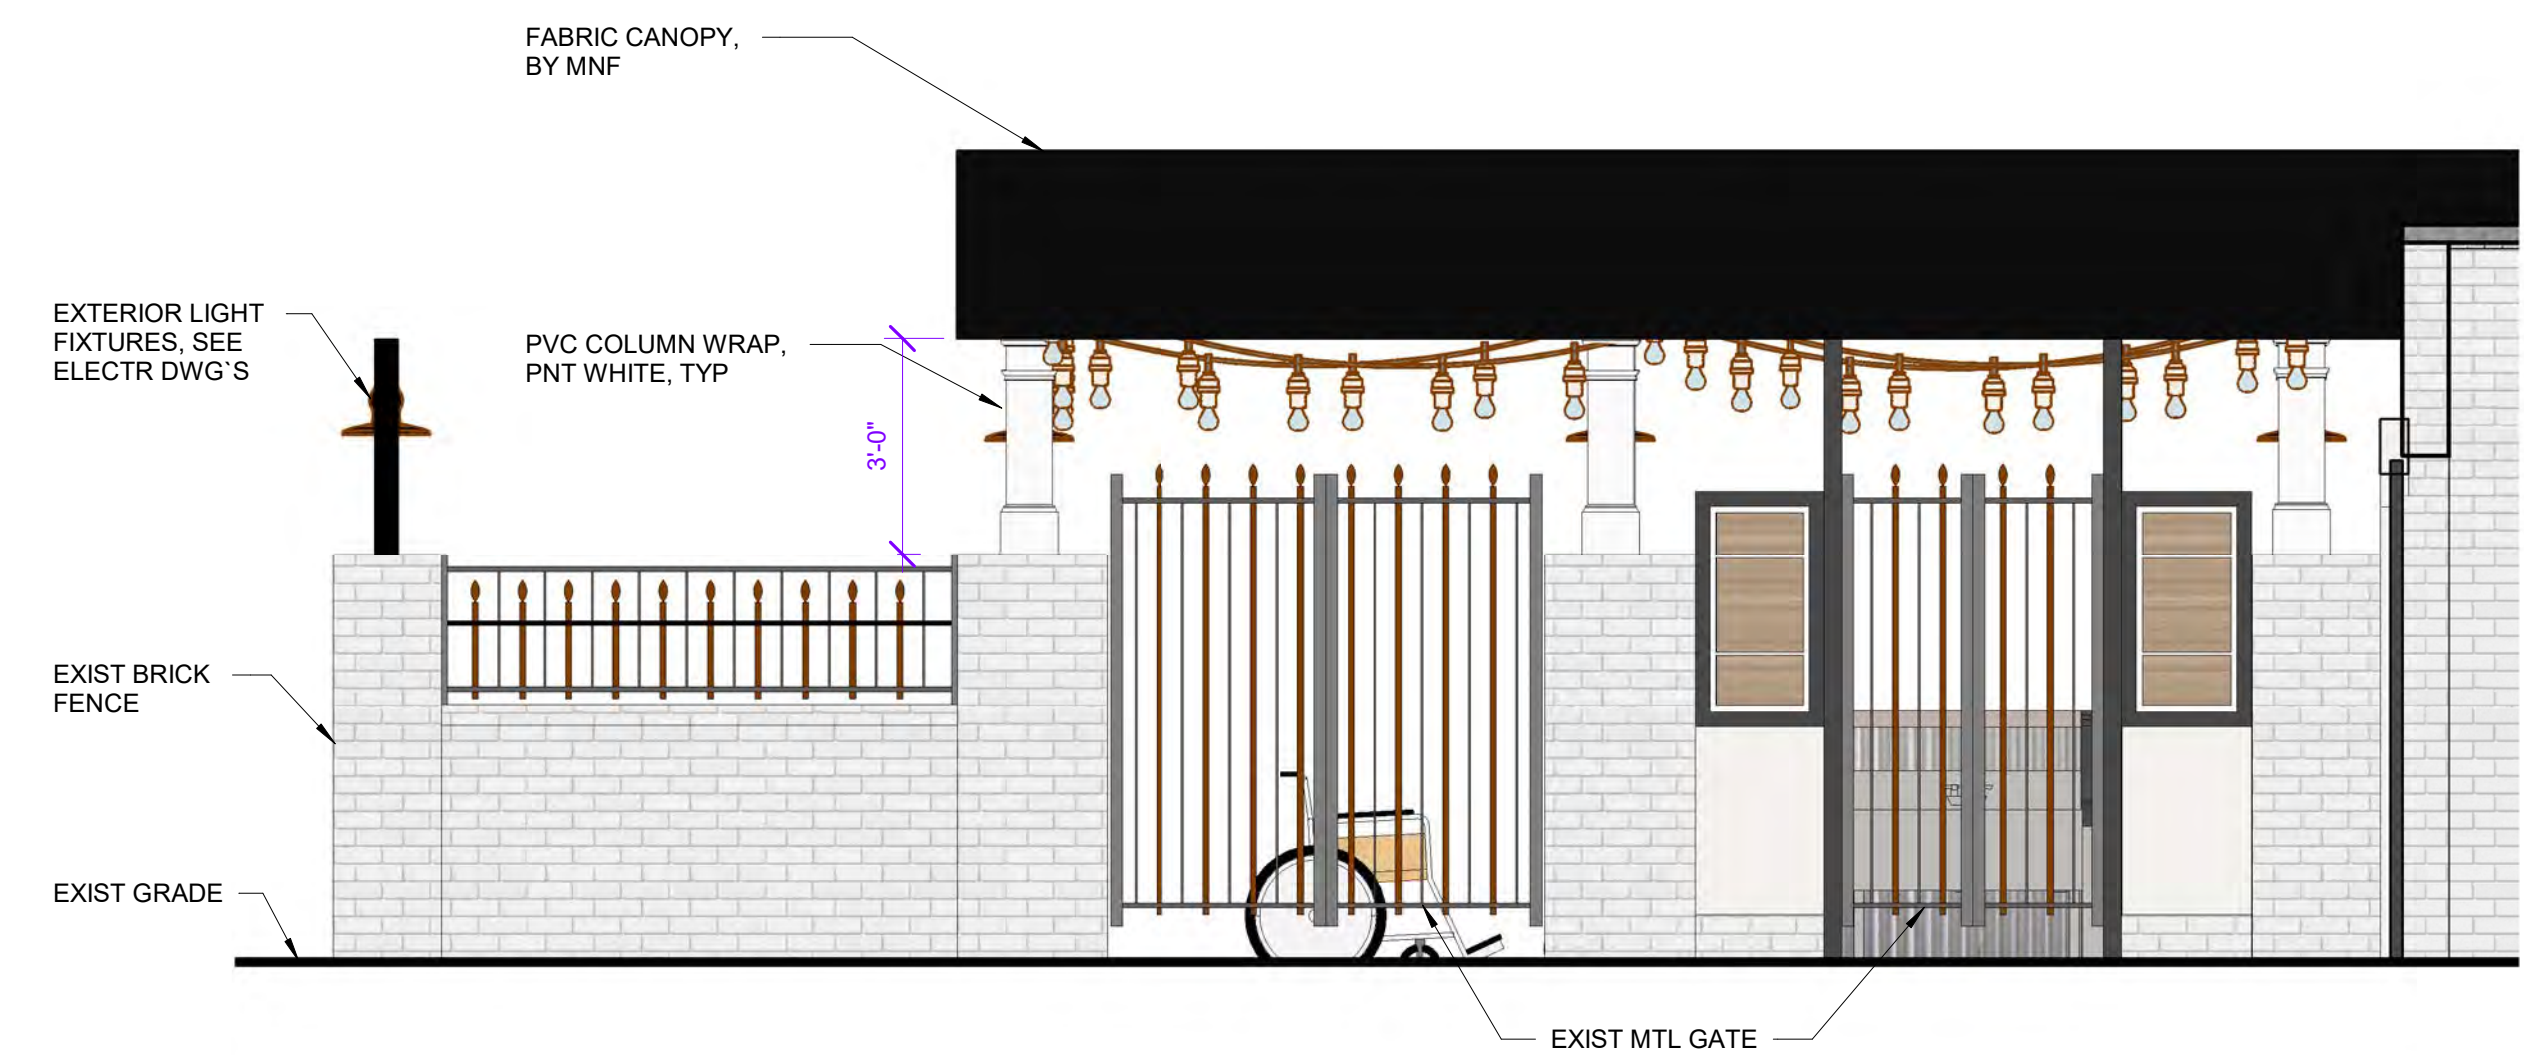 FABRIC CANOPY,
BY MNF
EXTERIOR LIGHT
FIXTURES, SEE
ELECTR DWG`S
PVC COLUMN WRAP,
PNT WHITE, TYP
3'-0"
EXIST BRICK
FENCE
EXIST GRADE
EXIST MTL GATE